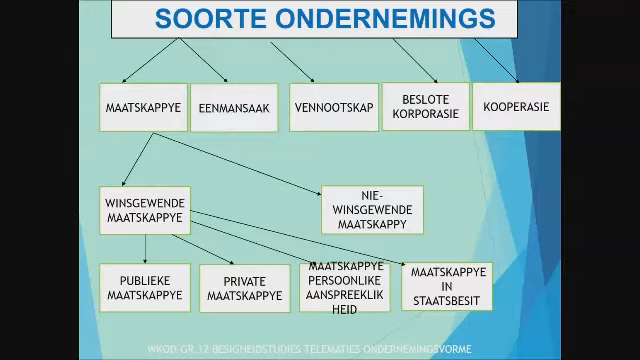 SOORTE ONDERNEMINGS
MAATSKAPPYE
EENMANSAAK
VENNOOTSKAP
BESLOTE
KORPORASIE
KOOPERASIE
WINSGEWENDE
MAATSKAPPYE
NIE-
WINSGEWENDE
MAATSKAPPY
PUBLIEKE
MAATSKAPPYE
PRIVATE
MAATSKAPPYE
MAATSKAPPYE
PERSOONLIKE
AANSPREEKLIK
HEID
MAATSKAPPYE
IN
STAATSBESIT
WKOD GR.12 BESIGHEIDSTUDIES TELEMATIES ONDERNEMINGSVORME